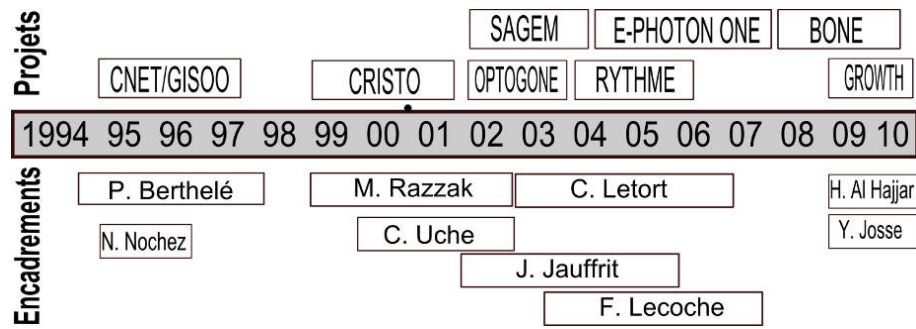 Projets
SAGEM E-PHOTON ONE BONE
CNET/GISOO CRISTO OPTOGONE RYTHME GROWTH
1994 95 96 97 98 99 00 01 02 03 04 05 06 07 08 09 10
Encadrements
P. Berthelé M. Razzak C. Letort H. Al Hajjar
N. Nochez C. Uche Y. Josse
J. Jauffrit
F. Lecoche